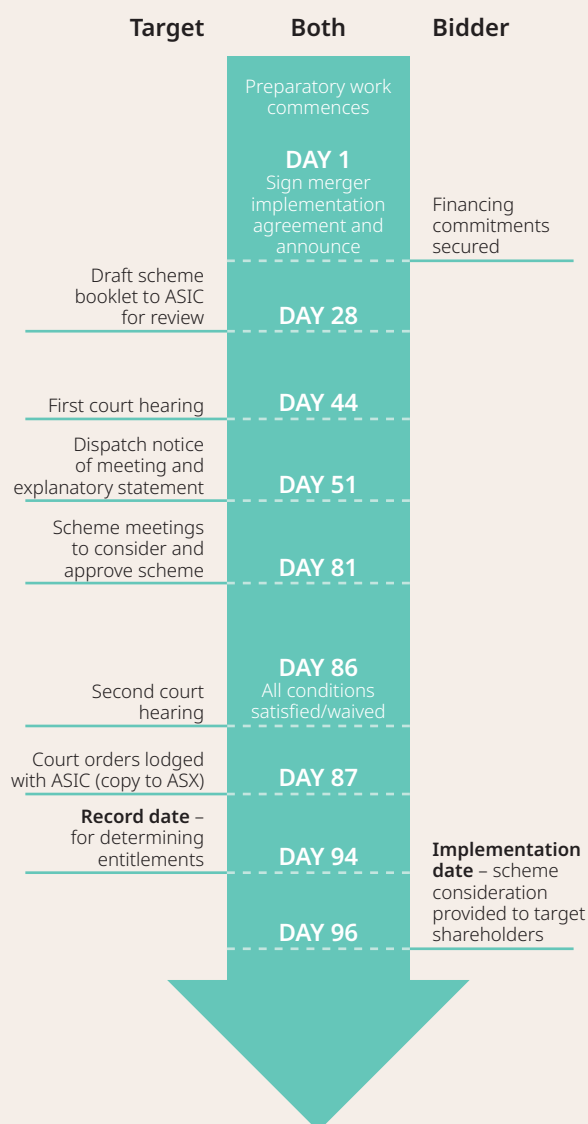 Target
Both
Bidder
Preparatory work
commences
DAY 1
Sign merger
implementation
agreement and
announce
Financing
commitments
secured
Draft scheme
booklet to ASIC
for review
DAY 28
First court hearing
DAY 44
Dispatch notice
of meeting and
explanatory statement
DAY 51
Scheme meetings
to consider and
approve scheme
DAY 81
Second court
hearing
DAY 86
All conditions
satisfied/waived
Court orders lodged
with ASIC (copy to ASX)
DAY 87
Record date –
for determining
entitlements
DAY 94
Implementation
date – scheme
consideration
provided to target
shareholders
DAY 96